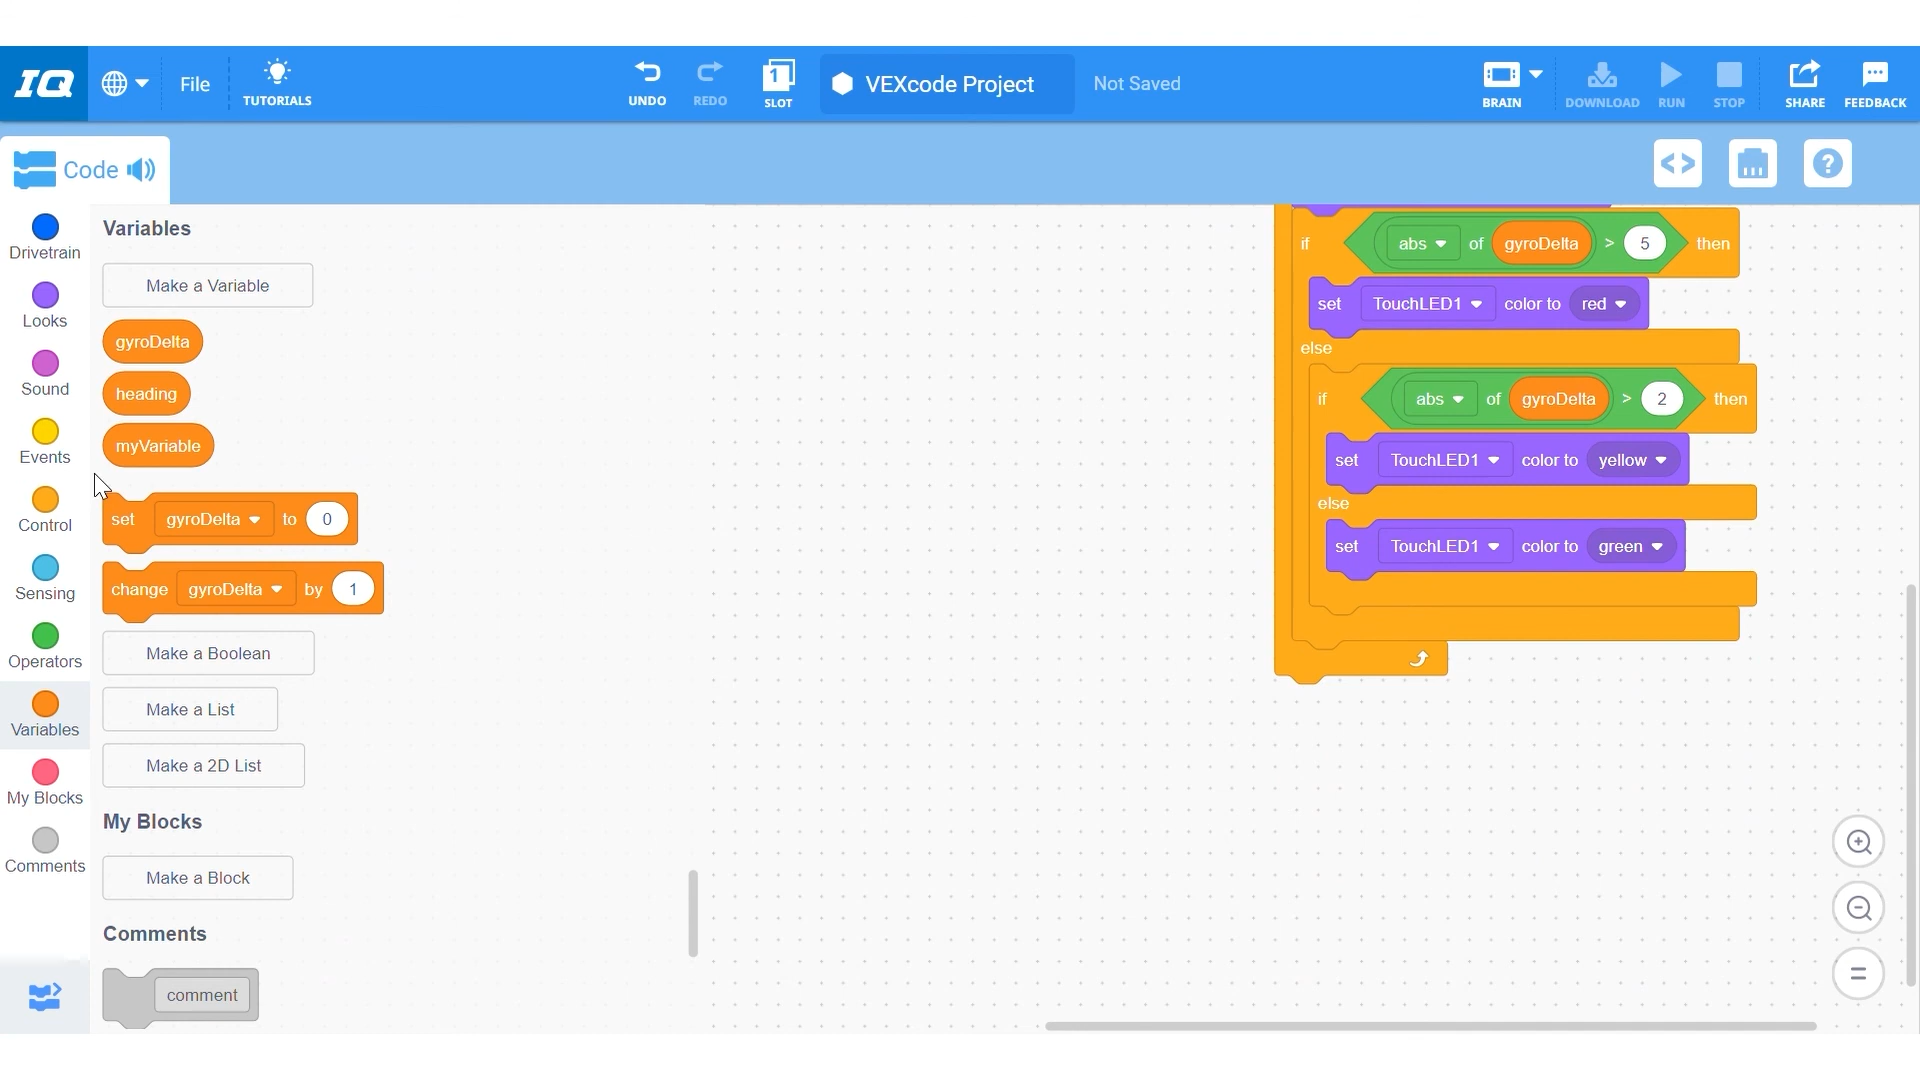 IQ File TUTORIALS UNDO REDO 1 SLOT VEXcode Project Not Saved BRAIN DOWNLOAD RUN STOP SHARE FEEDBACK
Code
Drivetrain
Looks
Sound
Events
Control
Sensing
Operators
Variables
My Blocks
Comments
Variables
Make a Variable
gyroDelta
heading
myVariable
set gyroDelta to 0
change gyroDelta by 1
Make a Boolean
Make a List
Make a 2D List
My Blocks
Make a Block
Comments
comment
if abs of gyroDelta > 5 then
set TouchLED1 color to red
else
if abs of gyroDelta > 2 then
set TouchLED1 color to yellow
else
set TouchLED1 color to green